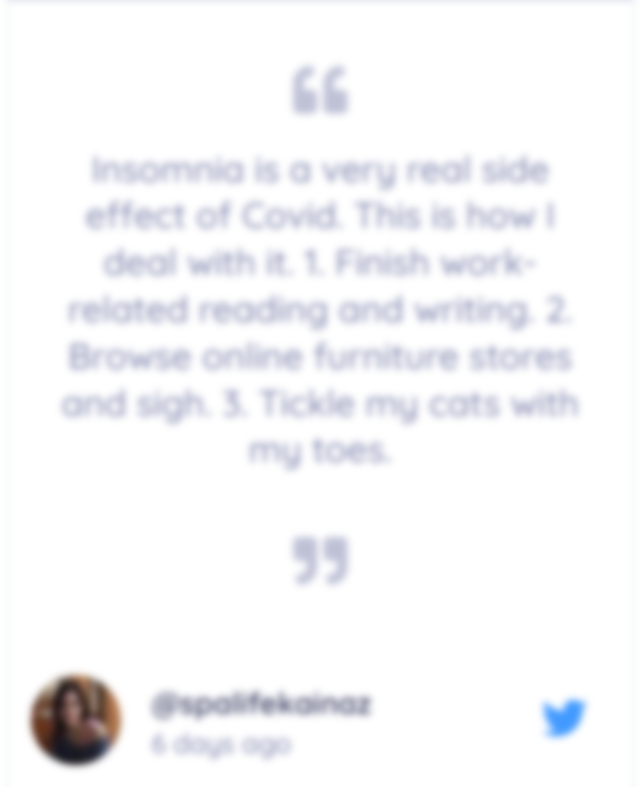 “
Insomnia is a very real side
effect of Covid. This is how I
deal with it. 1. Finish work-
related reading and writing. 2.
Browse online furniture stores
and sigh. 3. Tickle my cats with
my toes.
”
@spalifekainaz
6 days ago